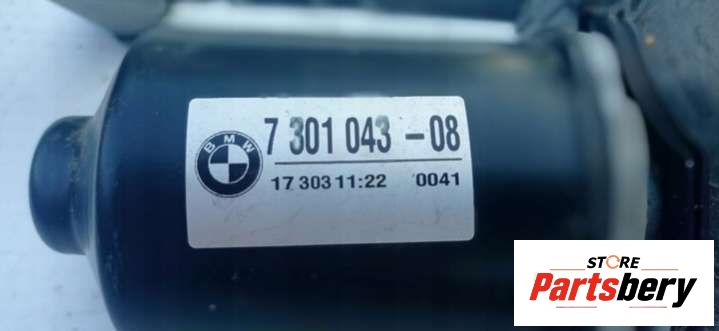 BMW
7 301 043 - 08
17 303 11:22 0041
STORE
Partsbery